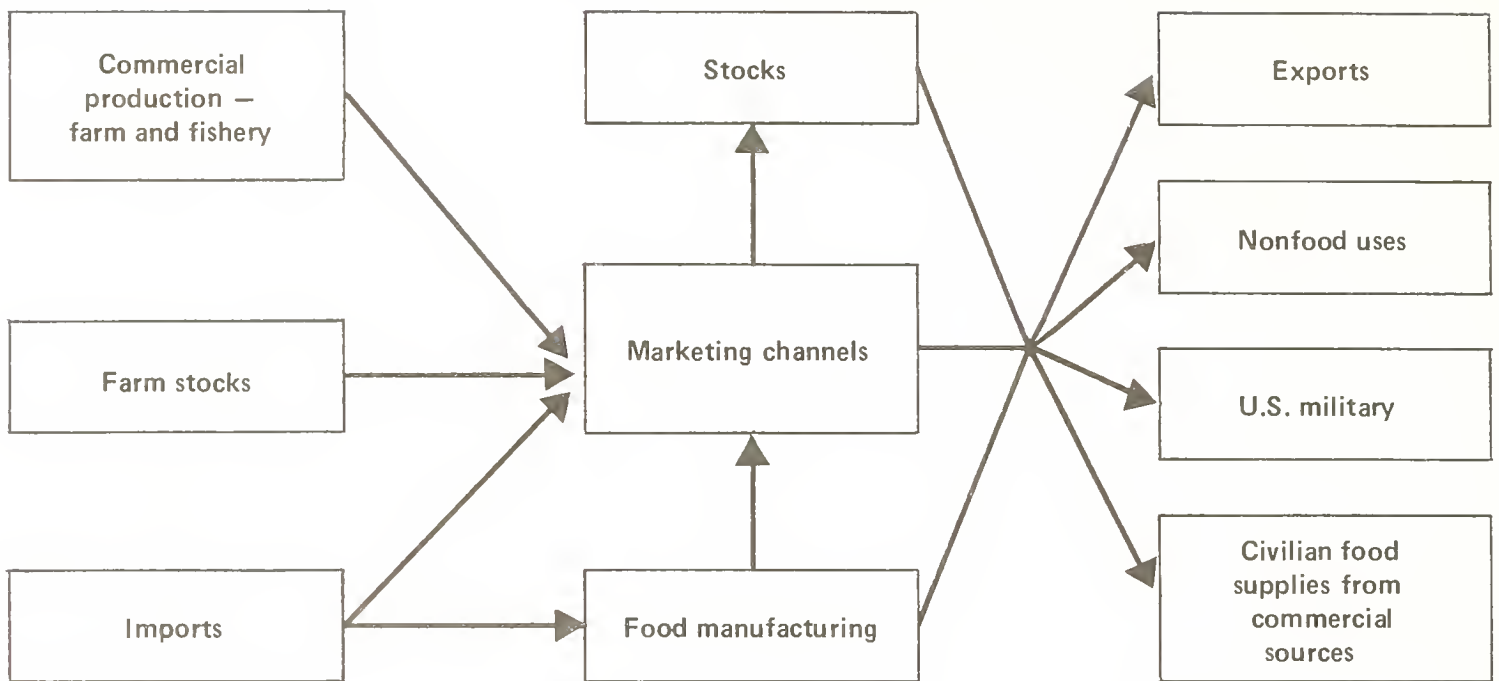 Commercial
production —
farm and fishery
Stocks
Exports
Nonfood uses
Marketing channels
Farm stocks
U.S. military
Imports
Food manufacturing
Civilian food
supplies from
commercial
sources